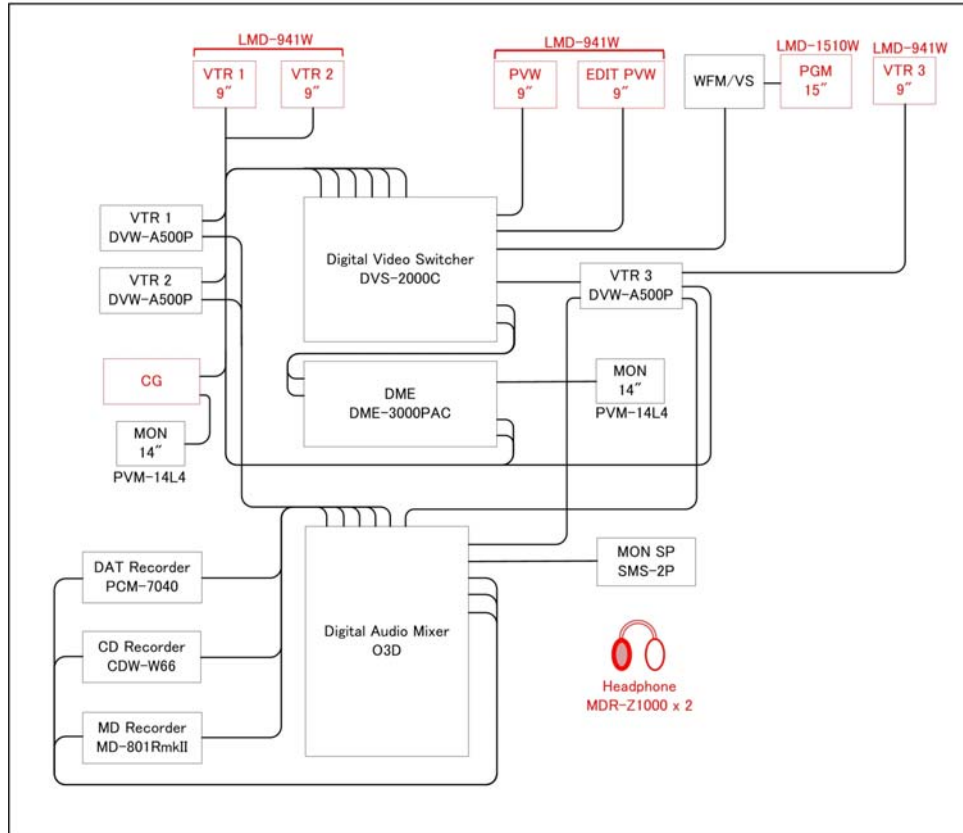 LMD-941W
VTR 1
9″
VTR 2
9″
LMD-941W
PVW
9″
EDIT PVW
9″
WFM/VS
LMD-1510W
PGM
15″
LMD-941W
VTR 3
9″
VTR 1
DVW-A500P
VTR 2
DVW-A500P
Digital Video Switcher
DVS-2000C
VTR 3
DVW-A500P
CG
MON
14″
PVM-14L4
DME
DME-3000PAC
MON
14″
PVM-14L4
DAT Recorder
PCM-7040
CD Recorder
CDW-W66
MD Recorder
MD-801RmkII
Digital Audio Mixer
O3D
MON SP
SMS-2P
Headphone
MDR-Z1000 x 2